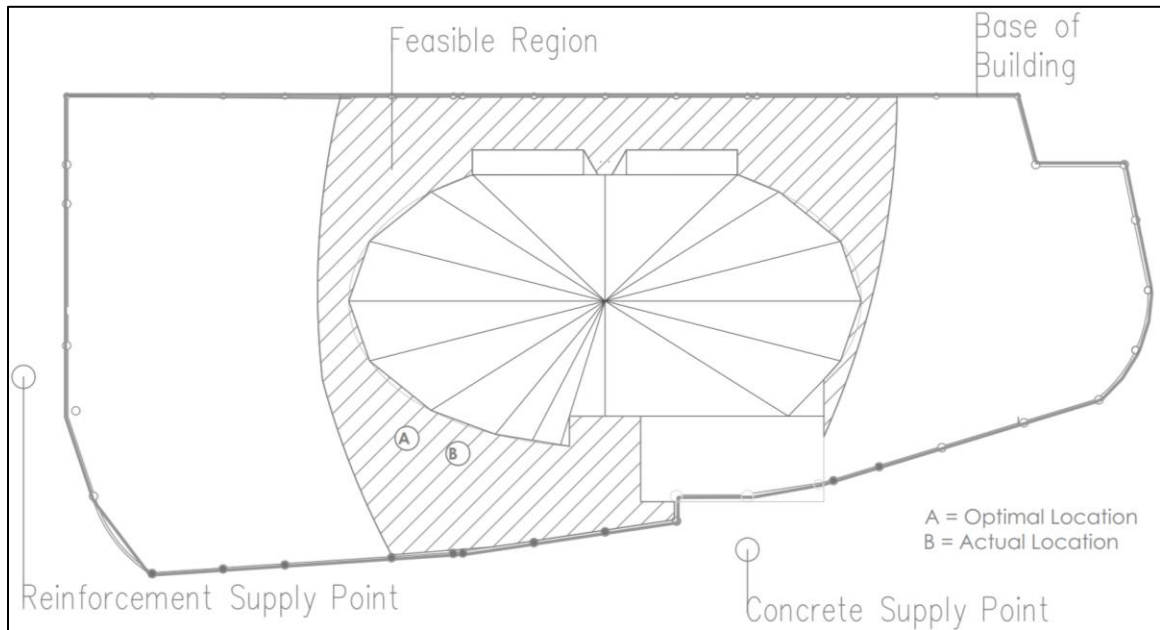 Feasible Region
Base of
Building
A
B
A = Optimal Location
B = Actual Location
Reinforcement Supply Point
Concrete Supply Point